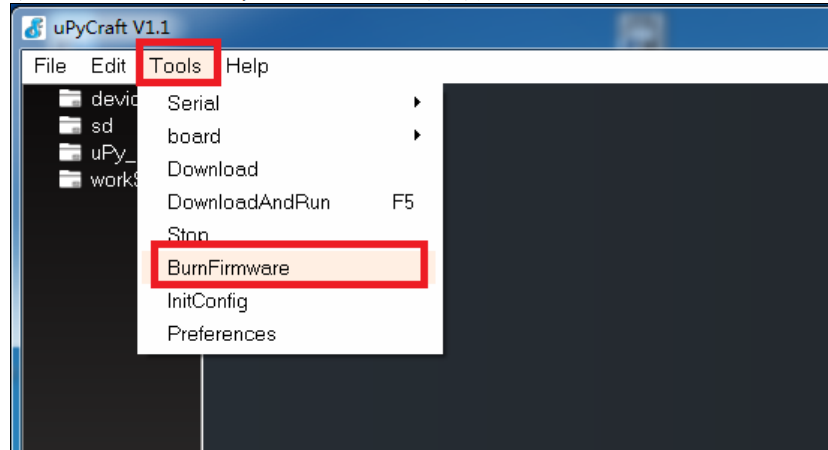 uPyCraft V1.1
File Edit Tools Help
devic
sd
uPy_
workS
Serial
board
Download
DownloadAndRun F5
Stop
BurnFirmware
InitConfig
Preferences